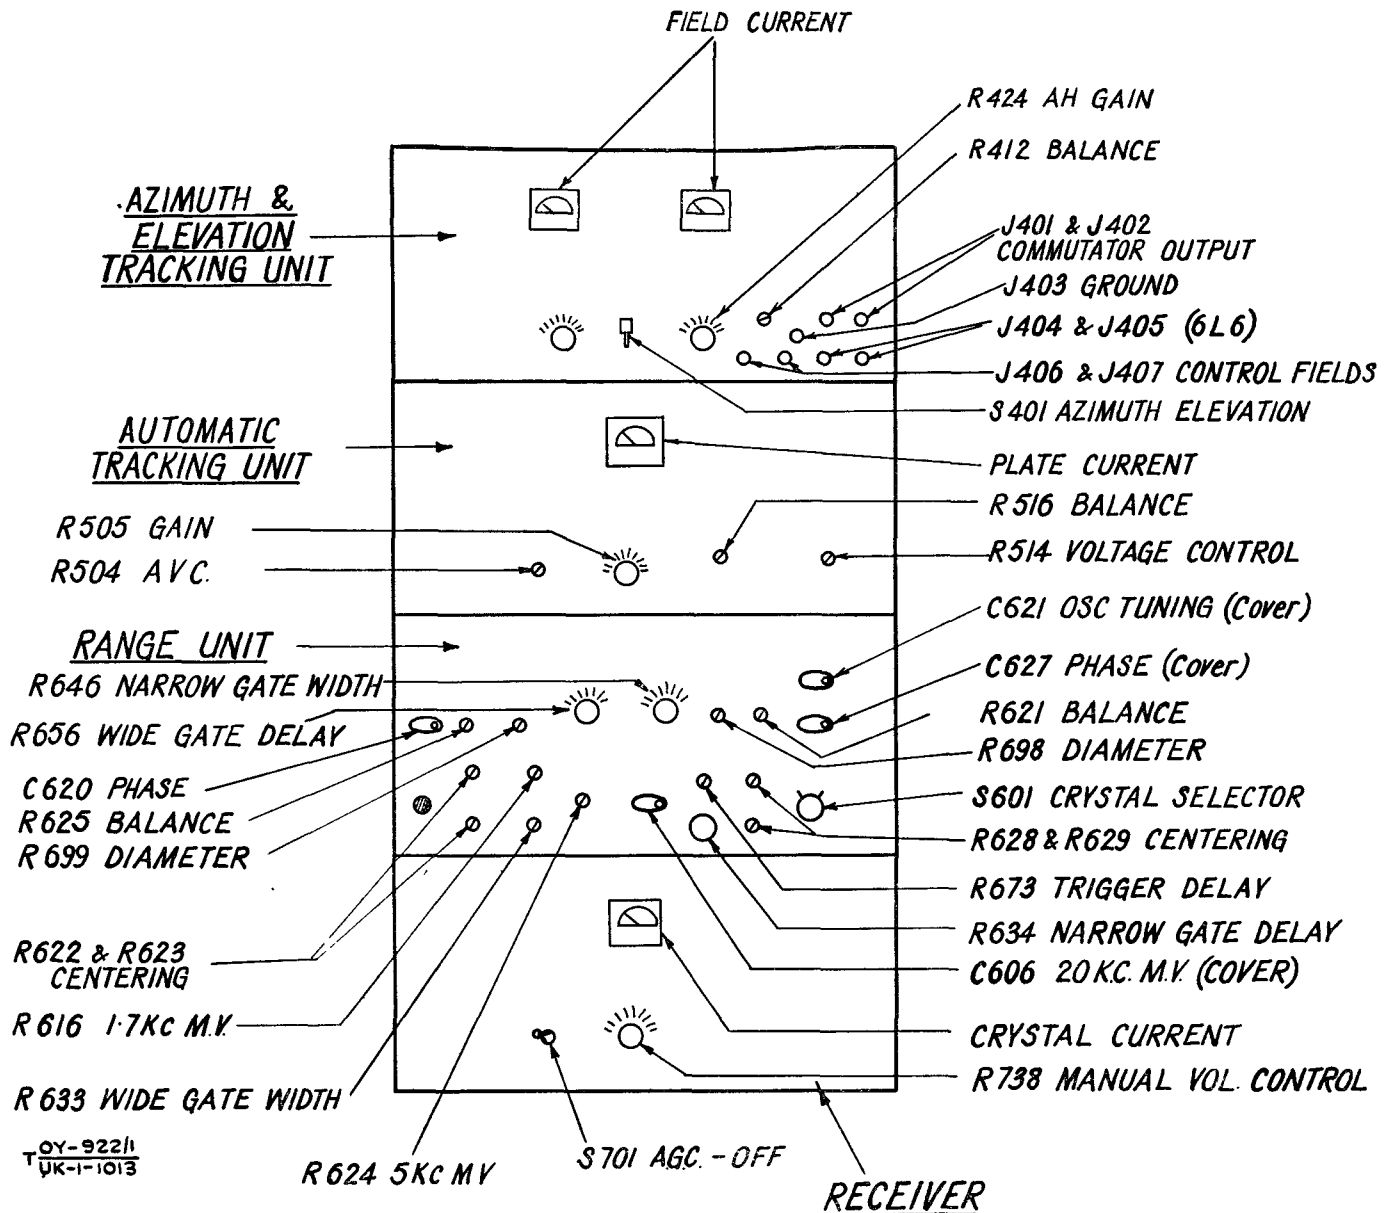 FIELD CURRENT
R424 AH GAIN
R412 BALANCE
.AZIMUTH &
ELEVATION
TRACKING UNIT
J401 & J402
COMMUTATOR OUTPUT
J403 GROUND
J404 & J405 (6L6)
J406 & J407 CONTROL FIELDS
S401 AZIMUTH ELEVATION
AUTOMATIC
TRACKING UNIT
PLATE CURRENT
R516 BALANCE
R505 GAIN
R514 VOLTAGE CONTROL
R504 A V C.
C621 OSC TUNING (Cover)
RANGE UNIT
C627 PHASE (Cover)
R646 NARROW GATE WIDTH
R621 BALANCE
R656 WIDE GATE DELAY
R698 DIAMETER
C620 PHASE
S601 CRYSTAL SELECTOR
R625 BALANCE
R628 & R629 CENTERING
R699 DIAMETER
R673 TRIGGER DELAY
R634 NARROW GATE DELAY
R622 & R623
CENTERING
C606 20 KC. M.V. (COVER)
R616 1·7Kc M.V.
CRYSTAL CURRENT
R738 MANUAL VOL. CONTROL
R633 WIDE GATE WIDTH
R624 5Kc MV
S701 AGC. - OFF
RECEIVER
T OY-922/1
UK-1-1013